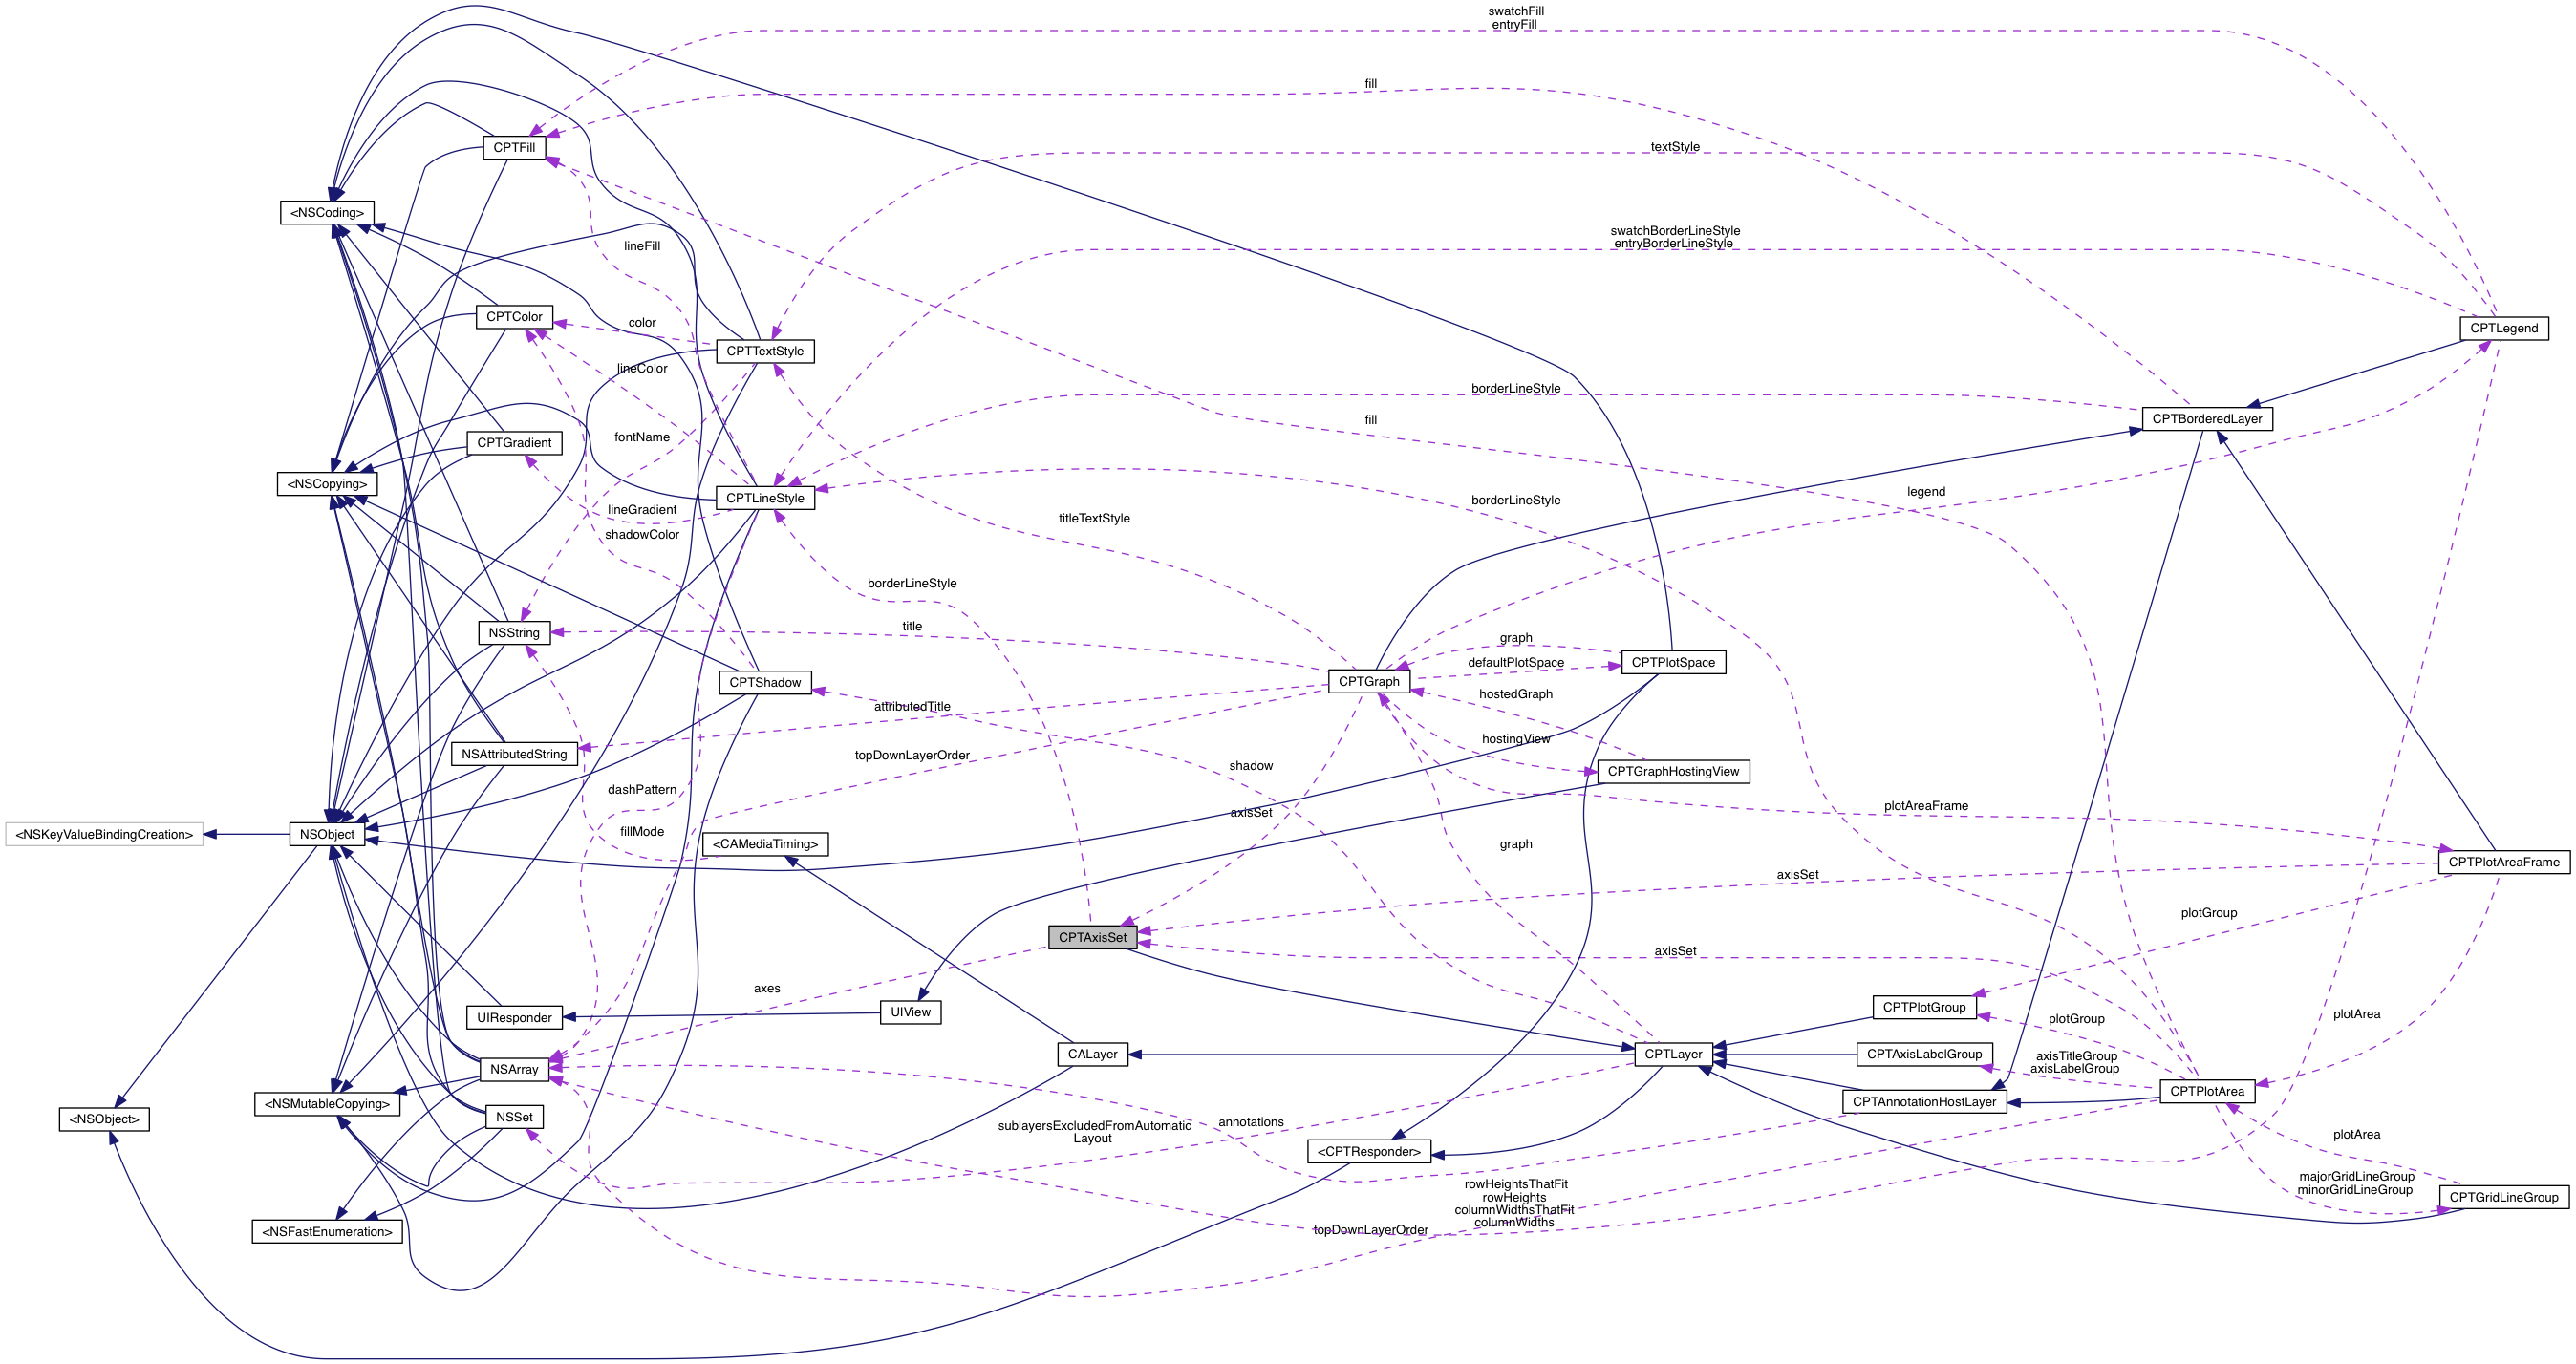 swatchFill
entryFill
fill
CPTFill
textStyle
<NSCoding>
swatchBorderLineStyle
entryBorderLineStyle
lineFill
CPTColor
color
CPTTextStyle
CPTLegend
lineColor
borderLineStyle
fill
CPTBorderedLayer
fontName
CPTGradient
<NSCopying>
CPTLineStyle
borderLineStyle
legend
lineGradient
titleTextStyle
shadowColor
borderLineStyle
NSString
title
graph
CPTPlotSpace
defaultPlotSpace
CPTShadow
CPTGraph
hostedGraph
attributedTitle
hostingView
NSAttributedString
topDownLayerOrder
shadow
CPTGraphHostingView
dashPattern
plotAreaFrame
axisSet
<NSKeyValueBindingCreation>
NSObject
fillMode
<CAMediaTiming>
graph
CPTPlotAreaFrame
axisSet
plotGroup
CPTAxisSet
axisSet
axes
UIResponder
UIView
CPTPlotGroup
plotGroup
plotArea
CALayer
CPTLayer
CPTAxisLabelGroup
axisTitleGroup
axisLabelGroup
NSArray
CPTPlotArea
<NSMutableCopying>
CPTAnnotationHostLayer
<NSObject>
NSSet
sublayersExcludedFromAutomatic
Layout
annotations
plotArea
<CPTResponder>
rowHeightsThatFit
rowHeights
columnWidthsThatFit
columnWidths
majorGridLineGroup
minorGridLineGroup
CPTGridLineGroup
<NSFastEnumeration>
topDownLayerOrder